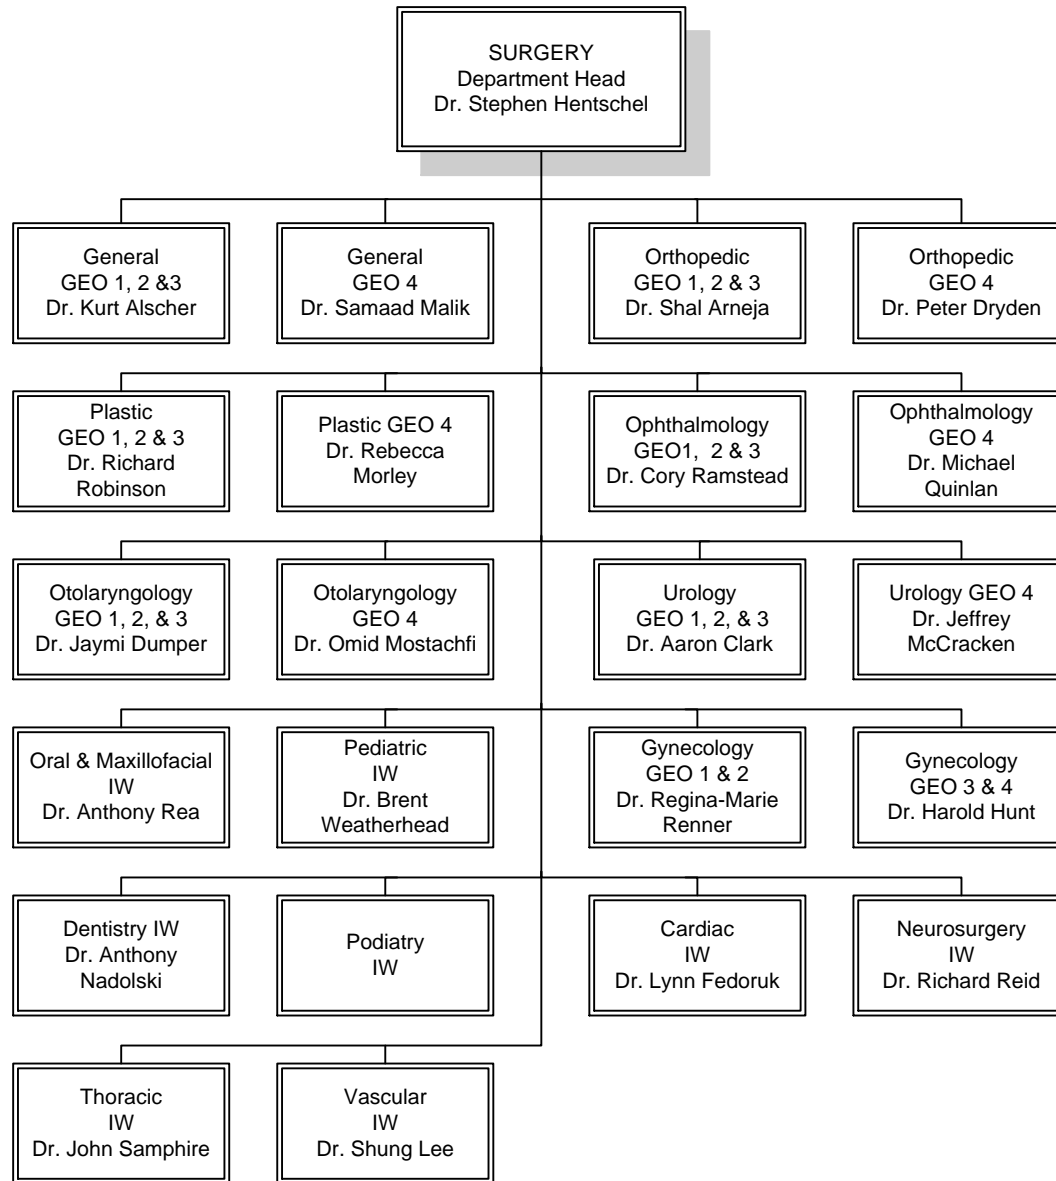 SURGERY
Department Head
Dr. Stephen Hentschel
General
GEO 1, 2 &3
Dr. Kurt Alscher
General
GEO 4
Dr. Samaad Malik
Orthopedic
GEO 1, 2 & 3
Dr. Shal Arneja
Orthopedic
GEO 4
Dr. Peter Dryden
Plastic
GEO 1, 2 & 3
Dr. Richard
Robinson
Plastic GEO 4
Dr. Rebecca
Morley
Ophthalmology
GEO1, 2 & 3
Dr. Cory Ramstead
Ophthalmology
GEO 4
Dr. Michael
Quinlan
Otolaryngology
GEO 1, 2, & 3
Dr. Jaymi Dumper
Otolaryngology
GEO 4
Dr. Omid Mostachfi
Urology
GEO 1, 2, & 3
Dr. Aaron Clark
Urology GEO 4
Dr. Jeffrey
McCracken
Oral & Maxillofacial
IW
Dr. Anthony Rea
Pediatric
IW
Dr. Brent
Weatherhead
Gynecology
GEO 1 & 2
Dr. Regina-Marie
Renner
Gynecology
GEO 3 & 4
Dr. Harold Hunt
Dentistry IW
Dr. Anthony
Nadolski
Podiatry
IW
Cardiac
IW
Dr. Lynn Fedoruk
Neurosurgery
IW
Dr. Richard Reid
Thoracic
IW
Dr. John Samphire
Vascular
IW
Dr. Shung Lee